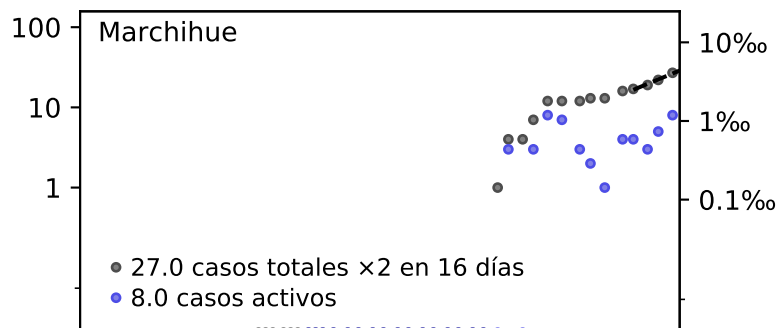 Marchihue
100
10
1
10‰
1‰
0.1‰
27.0 casos totales ×2 en 16 días
8.0 casos activos